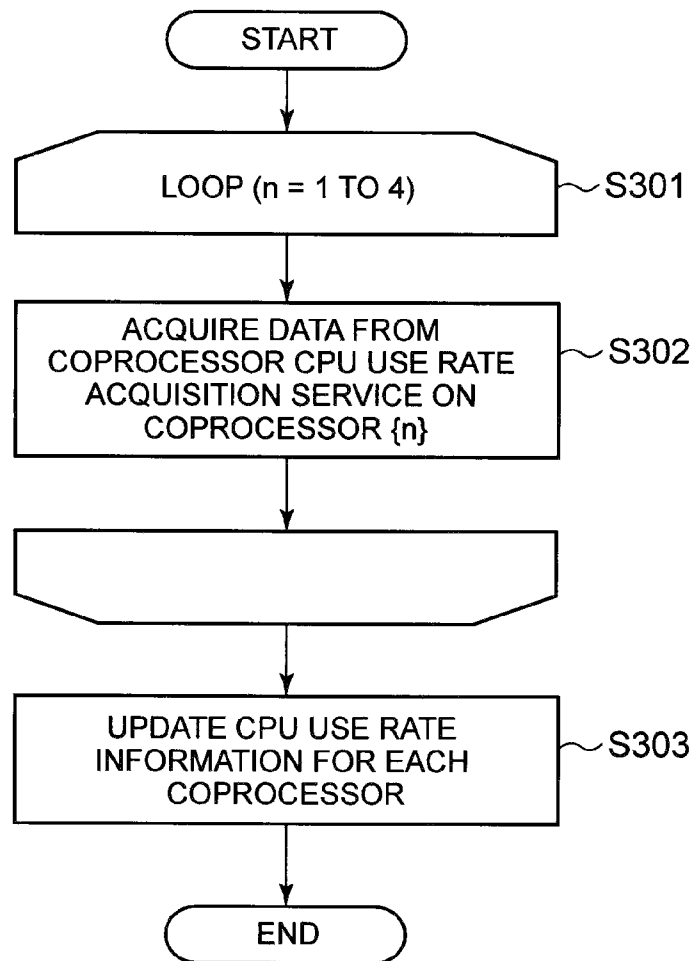 START
LOOP (n = 1 TO 4)
S301
ACQUIRE DATA FROM
COPROCESSOR CPU USE RATE
ACQUISITION SERVICE ON
COPROCESSOR {n}
S302
UPDATE CPU USE RATE
INFORMATION FOR EACH
COPROCESSOR
S303
END